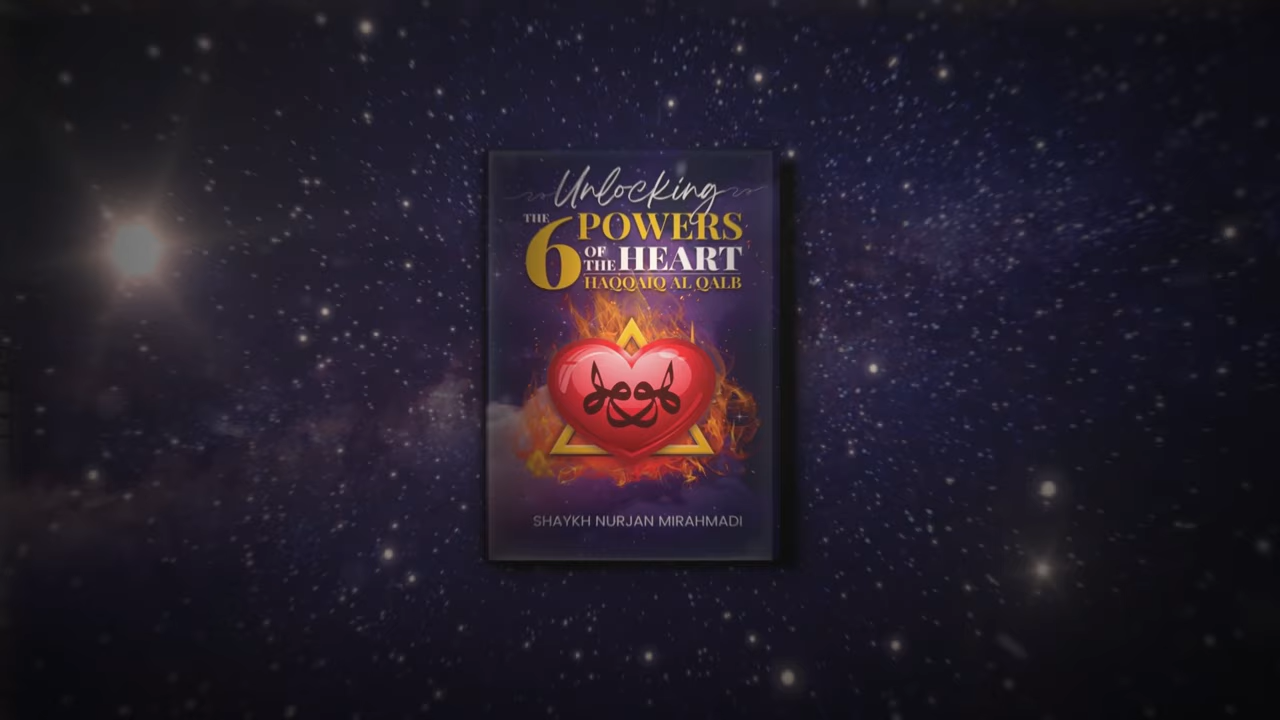 Unlocking
THE 6 POWERS
OF THE HEART
HAQQAIQ AL QALB
SHAYKH NURJAN MIRAHMADI